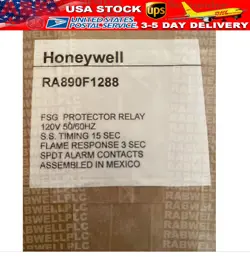 US Stock
ups
UNITED STATES
POSTAL SERVICE
3-5 DAY DELIVERY
Honeywell
RA890F1288
FSG PROTECTOR RELAY
120V 50/60HZ
S.S. TIMING 15 SEC
FLAME RESPONSE 3 SEC
SPDT ALARM CONTACTS
ASSEMBLED IN MEXICO
RABWELLPLC